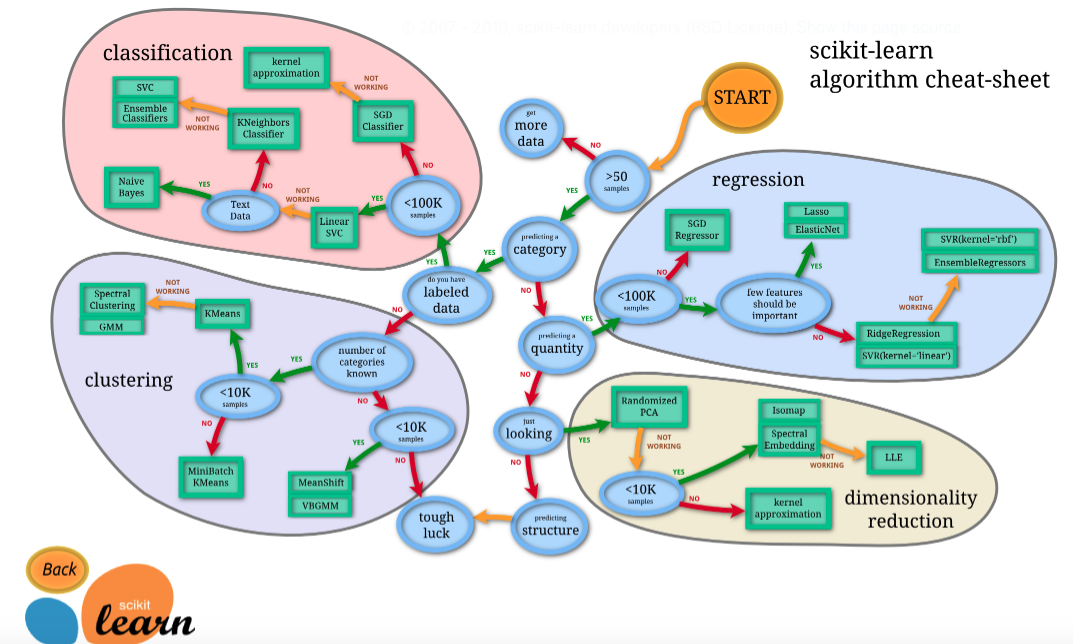 © 2007 - 2019, scikit-learn developers (BSD License). Show this page source
scikit-learn
algorithm cheat-sheet
START
classification
kernel
approximation
NOT
WORKING
SVC
Ensemble
Classifiers
NOT
WORKING
KNeighbors
Classifier
SGD
Classifier
NO
Naive
Bayes
YES
Text
Data
NO
NOT
WORKING
Linear
SVC
YES
<100K
samples
YES
get
more
data
NO
>50
samples
YES
predicting a
category
YES
NO
do you have
labeled
data
NO
predicting a
quantity
YES
NO
just
looking
YES
NO
predicting
structure
tough
luck
regression
SGD
Regressor
NO
<100K
samples
YES
Lasso
ElasticNet
YES
few features
should be
important
NO
SVR(kernel='rbf')
EnsembleRegressors
NOT
WORKING
RidgeRegression
SVR(kernel='linear')
clustering
Spectral
Clustering
GMM
NOT
WORKING
KMeans
YES
number of
categories
known
YES
NO
<10K
samples
NO
MiniBatch
KMeans
<10K
samples
YES
NO
MeanShift
VBGMM
dimensionality
reduction
Randomized
PCA
NOT
WORKING
<10K
samples
YES
NO
Isomap
Spectral
Embedding
NOT
WORKING
LLE
kernel
approximation
Back
scikit
learn